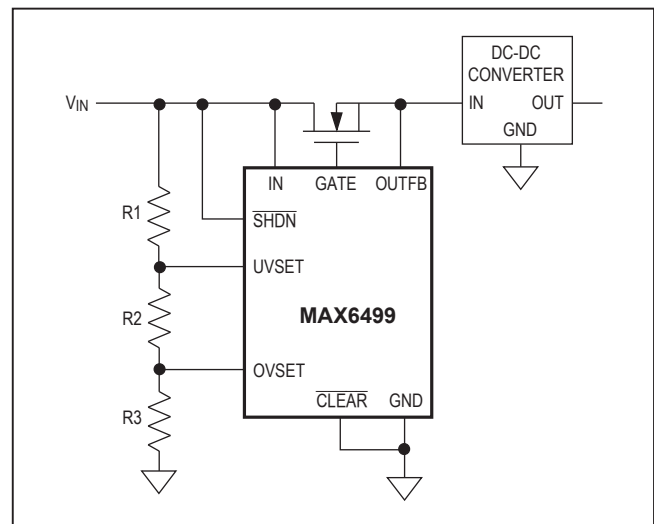 DC-DC
CONVERTER
IN OUT
GND
VIN
IN GATE OUTFB
R1
SHDN
UVSET
MAX6499
R2
OVSET
R3
CLEAR GND